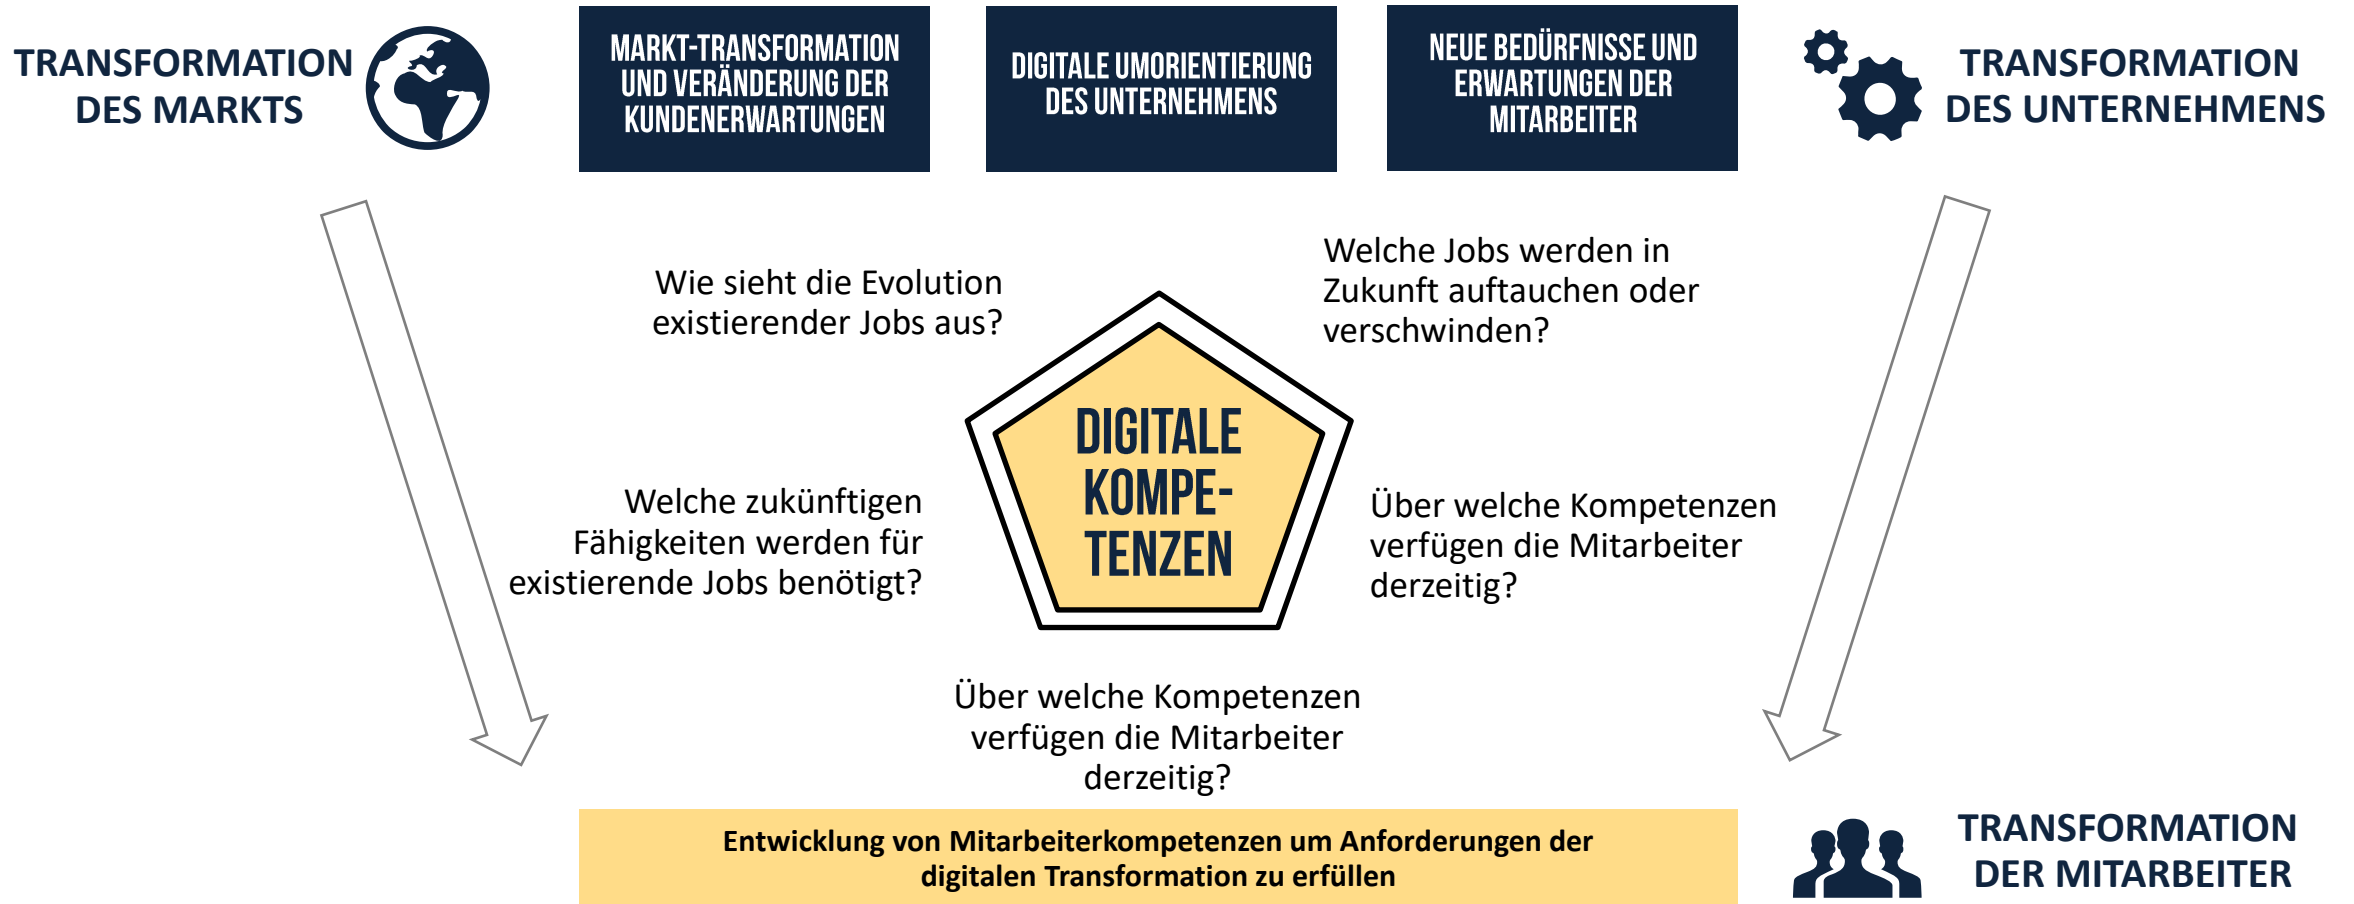 TRANSFORMATION
DES MARKTS
MARKT-TRANSFORMATION
UND VERÄNDERUNG DER
KUNDENERWARTUNGEN
DIGITALE UMORIENTIERUNG
DES UNTERNEHMENS
NEUE BEDÜRFNISSE UND
ERWARTUNGEN DER
MITARBEITER
TRANSFORMATION
DES UNTERNEHMENS
Wie sieht die Evolution
existierender Jobs aus?
Welche Jobs werden in
Zukunft auftauchen oder
verschwinden?
DIGITALE
KOMPE-
TENZEN
Welche zukünftigen
Fähigkeiten werden für
existierende Jobs benötigt?
Über welche Kompetenzen
verfügen die Mitarbeiter
derzeitig?
Über welche Kompetenzen
verfügen die Mitarbeiter
derzeitig?
Entwicklung von Mitarbeiterkompetenzen um Anforderungen der
digitalen Transformation zu erfüllen
TRANSFORMATION
DER MITARBEITER